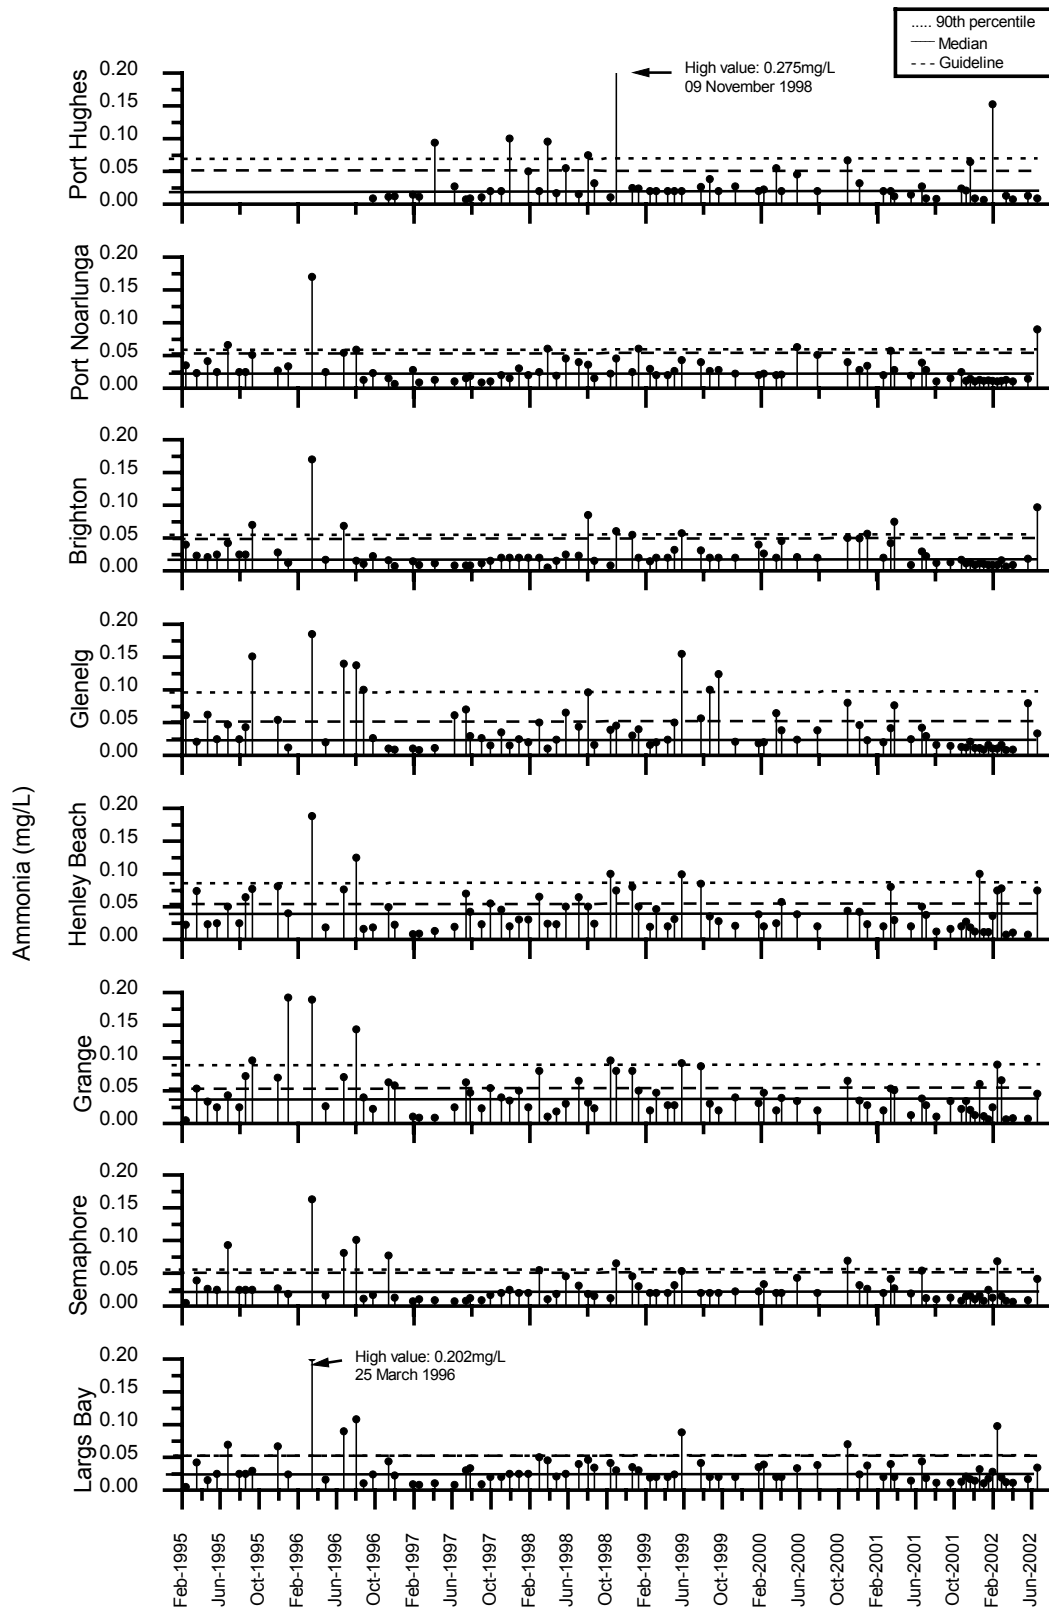 ..... 90th percentile
— Median
- - - Guideline
High value: 0.275mg/L
09 November 1998
Port Hughes
0.20
0.15
0.10
0.05
0.00
Port Noarlunga
0.20
0.15
0.10
0.05
0.00
Brighton
0.20
0.15
0.10
0.05
0.00
Glenelg
0.20
0.15
0.10
0.05
0.00
Ammonia (mg/L)
Henley Beach
0.20
0.15
0.10
0.05
0.00
Grange
0.20
0.15
0.10
0.05
0.00
Semaphore
0.20
0.15
0.10
0.05
0.00
High value: 0.202mg/L
25 March 1996
Largs Bay
0.20
0.15
0.10
0.05
0.00
Feb-1995
Jun-1995
Oct-1995
Feb-1996
Jun-1996
Oct-1996
Feb-1997
Jun-1997
Oct-1997
Feb-1998
Jun-1998
Oct-1998
Feb-1999
Jun-1999
Oct-1999
Feb-2000
Jun-2000
Oct-2000
Feb-2001
Jun-2001
Oct-2001
Feb-2002
Jun-2002